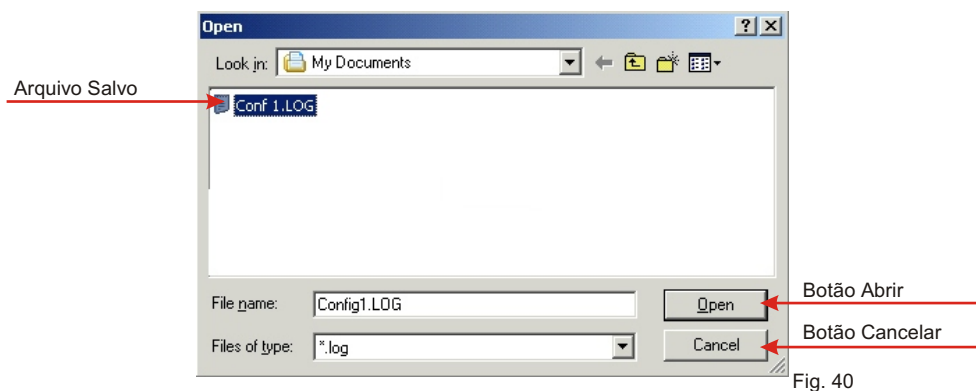 Open
Look in: My Documents
Arquivo Salvo
Conf 1.LOG
File name: Config1.LOG Open
Botão Abrir
Files of type: *.log Cancel
Botão Cancelar
Fig. 40